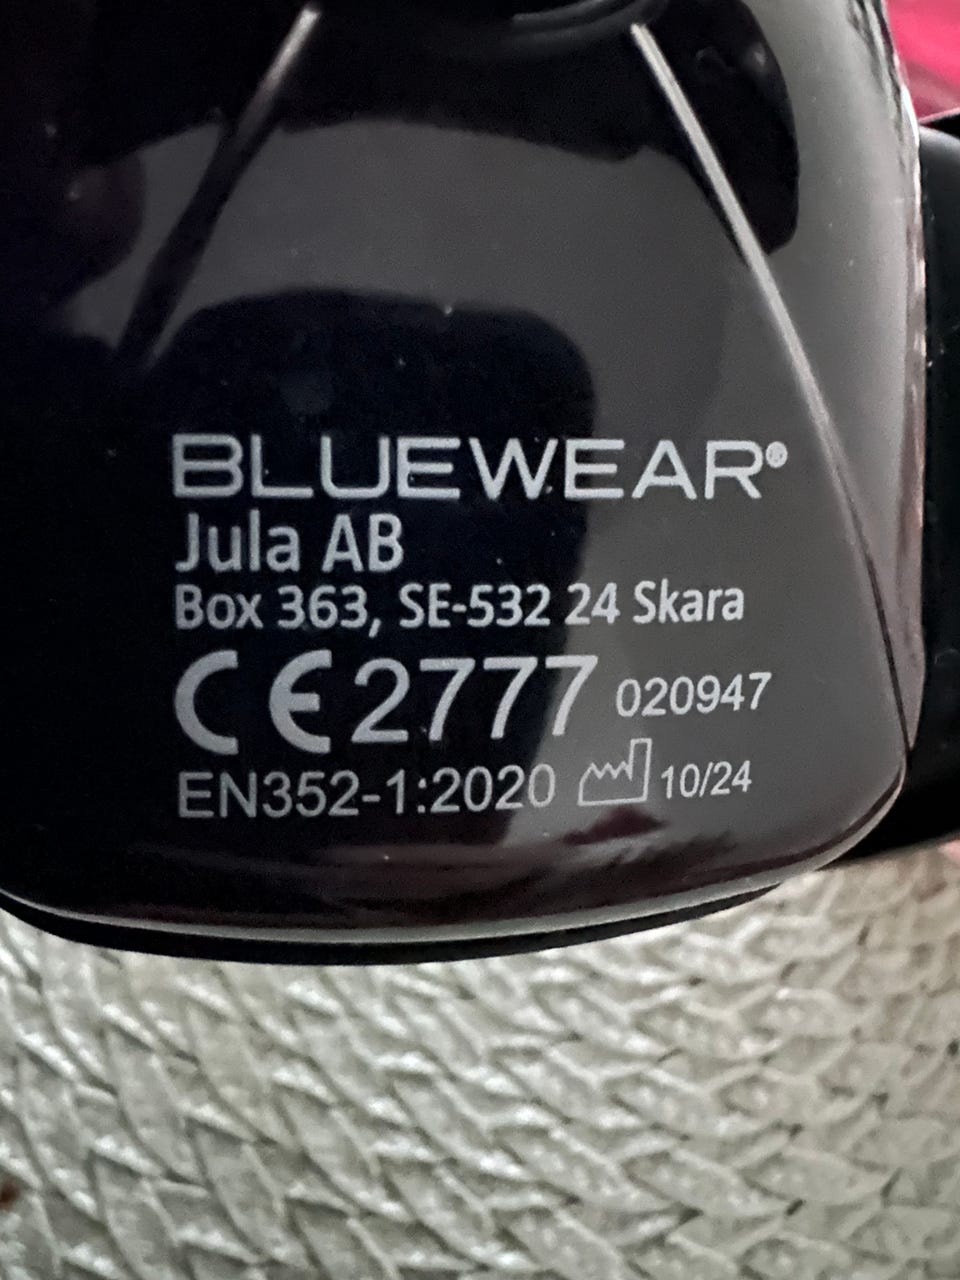 BLUEWEAR®
Jula AB
Box 363, SE-532 24 Skara
CE 2777 020947
EN352-1:2020 10/24